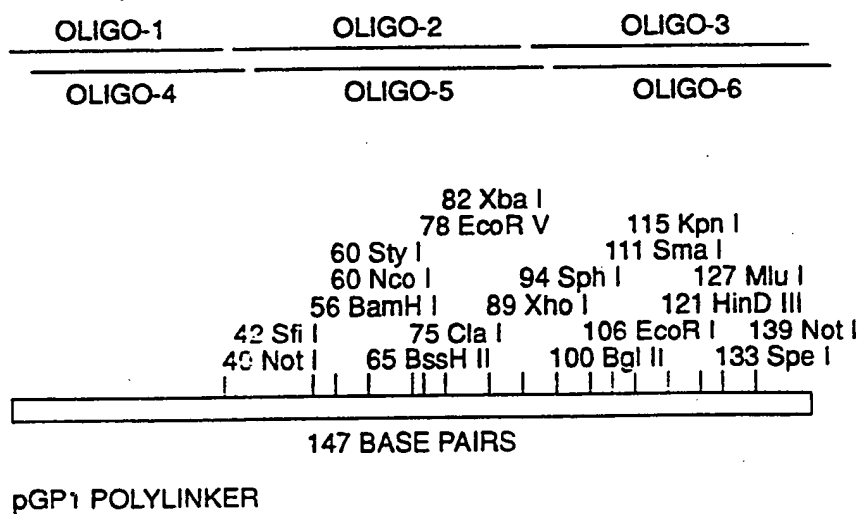 OLIGO-1 OLIGO-2 OLIGO-3
OLIGO-4 OLIGO-5 OLIGO-6
82 Xba I
78 EcoR V 115 Kpn I
60 Sty I 111 Sma I
60 Nco I 94 Sph I 127 Mlu I
56 BamH I 89 Xho I 121 HinD III
42 Sfi I 75 Cla I 106 EcoR I 139 Not I
40 Not I 65 BssH II 100 Bgl II 133 Spe I
147 BASE PAIRS
pGP1 POLYLINKER